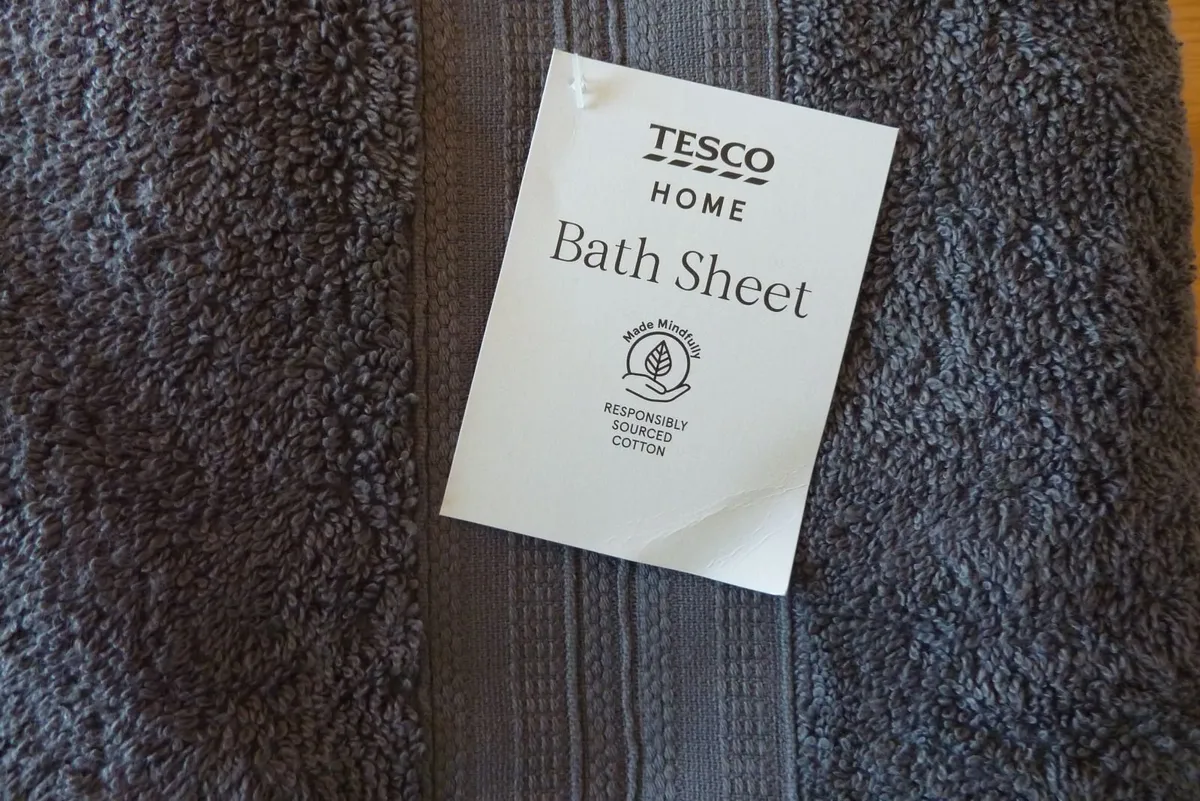 TESCO
HOME
Bath Sheet
Made Mindfully
RESPONSIBLY
SOURCED
COTTON